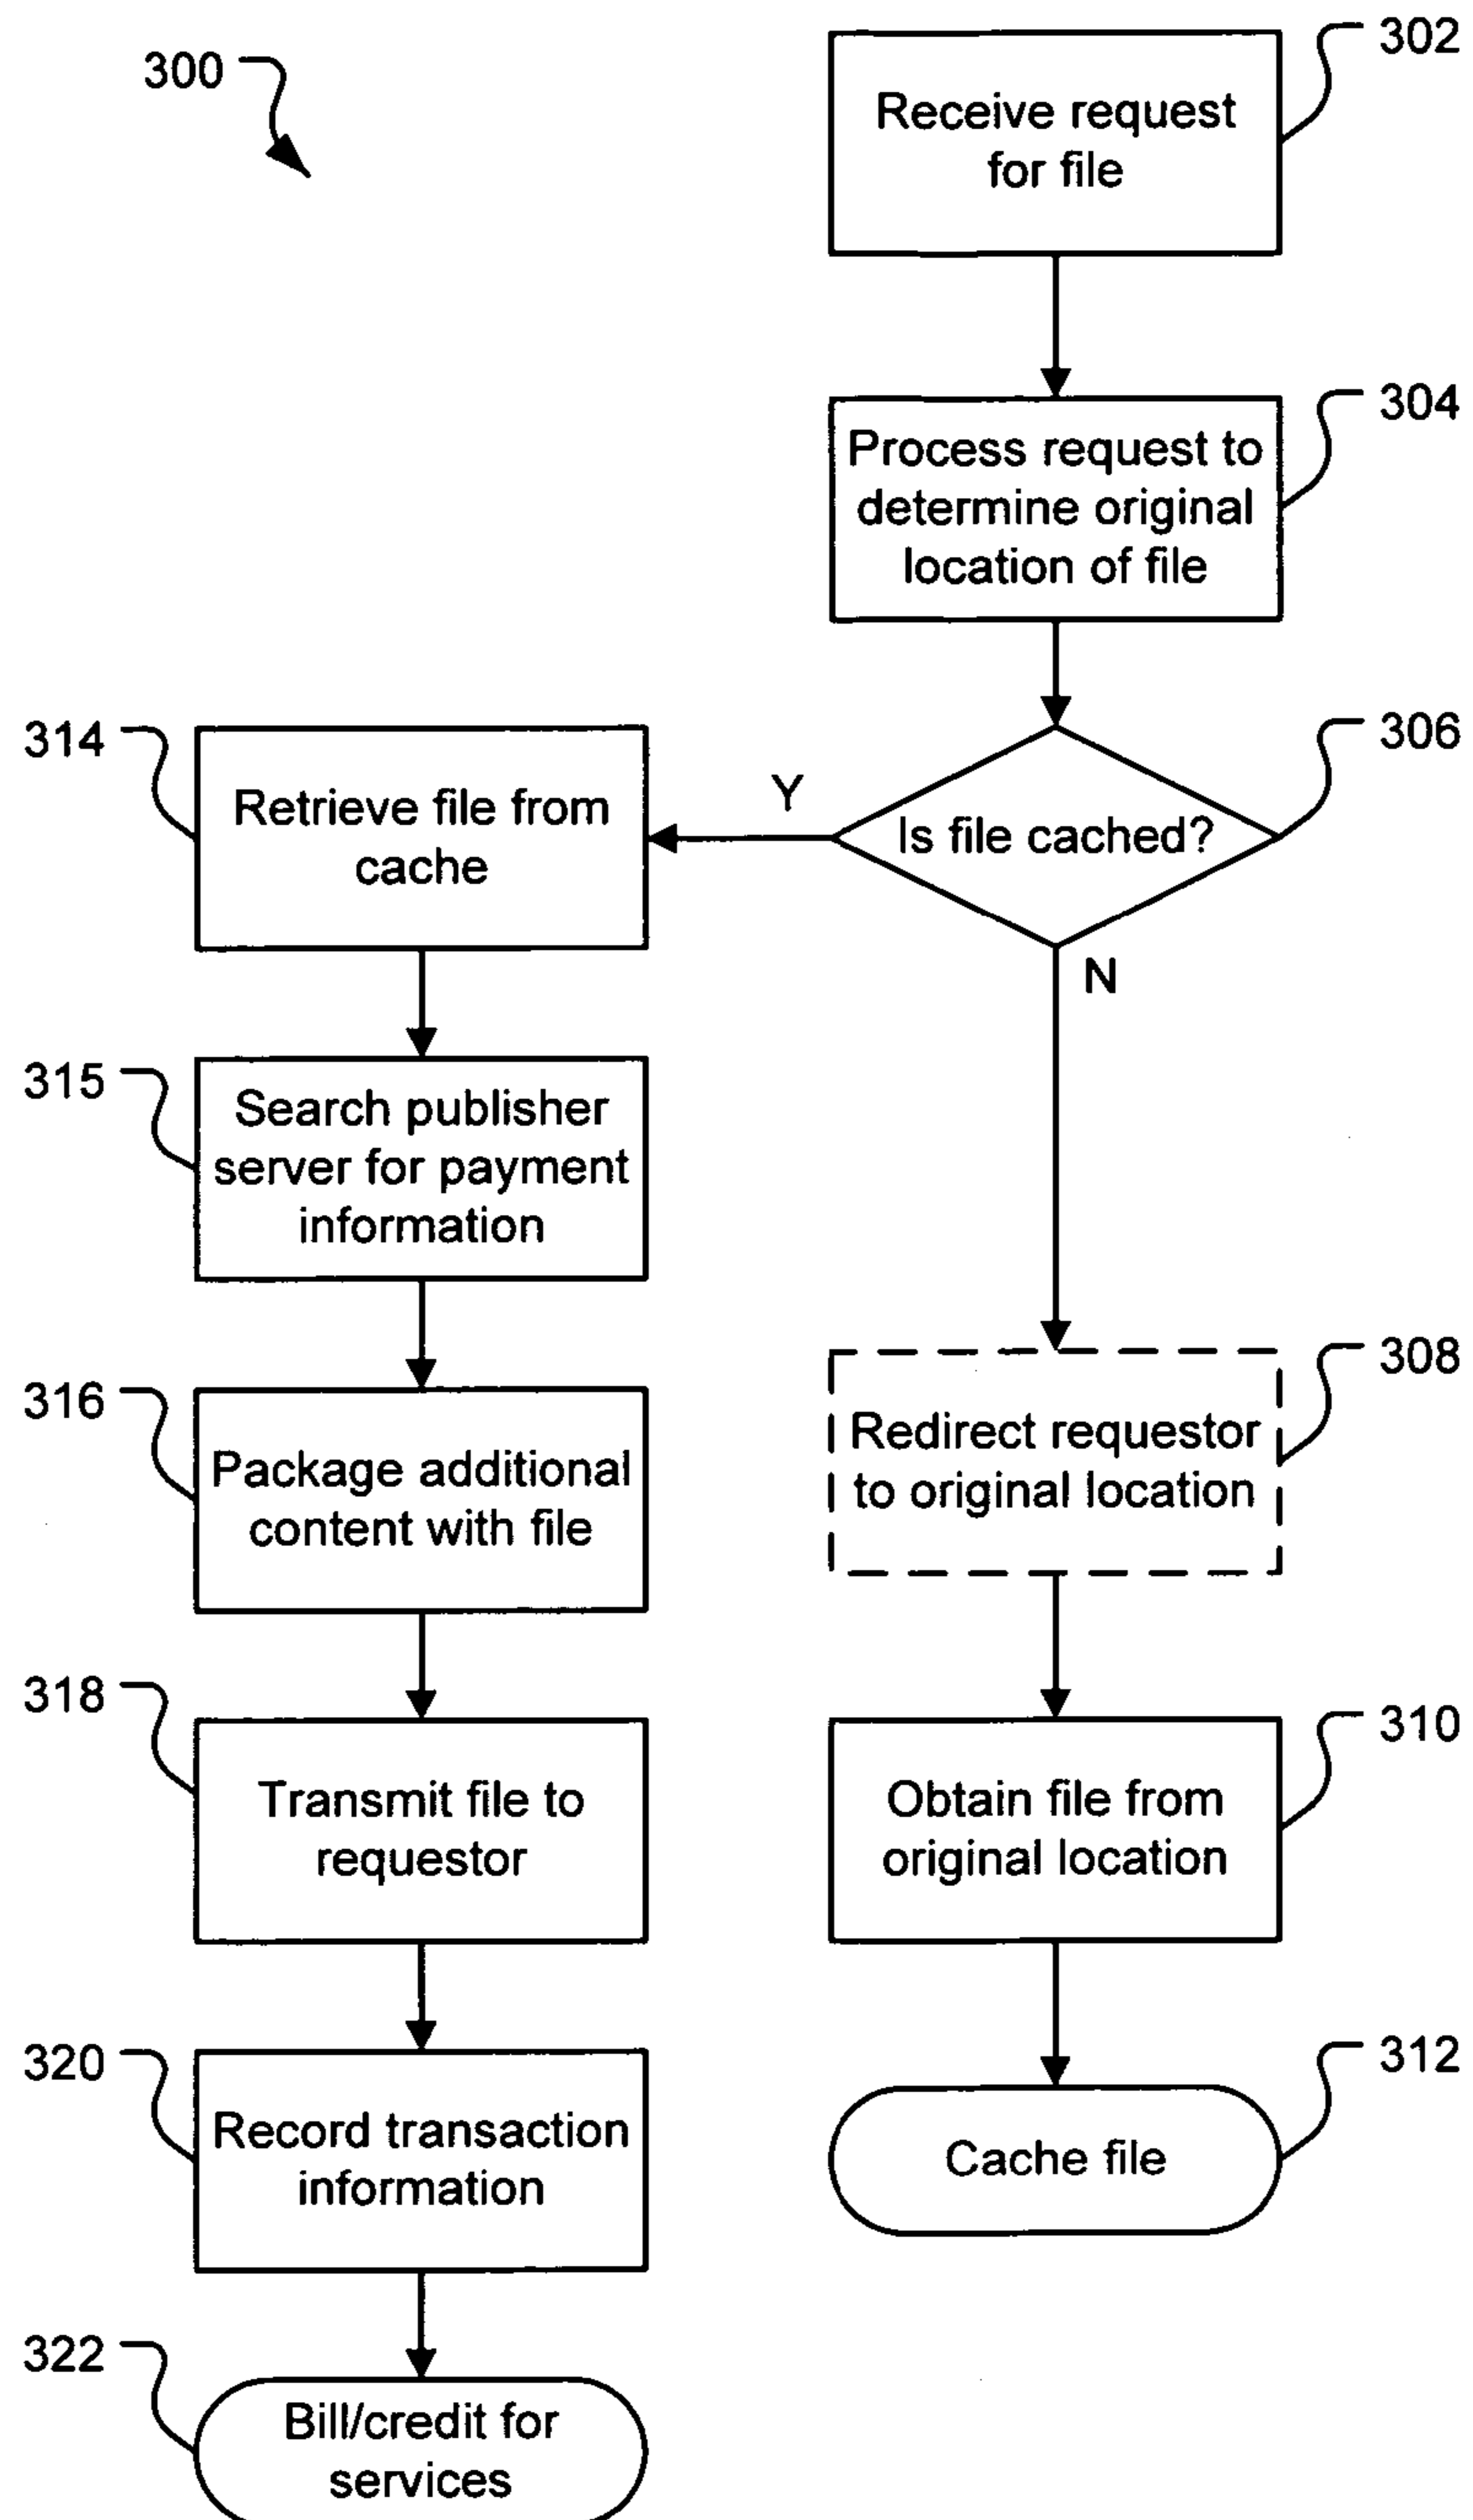 300
302
Receive request
for file
304
Process request to
determine original
location of file
306
Is file cached?
Y
N
314
Retrieve file from
cache
315
Search publisher
server for payment
information
316
Package additional
content with file
318
Transmit file to
requestor
320
Record transaction
information
322
Bill/credit for
services
308
Redirect requestor
to original location
310
Obtain file from
original location
312
Cache file